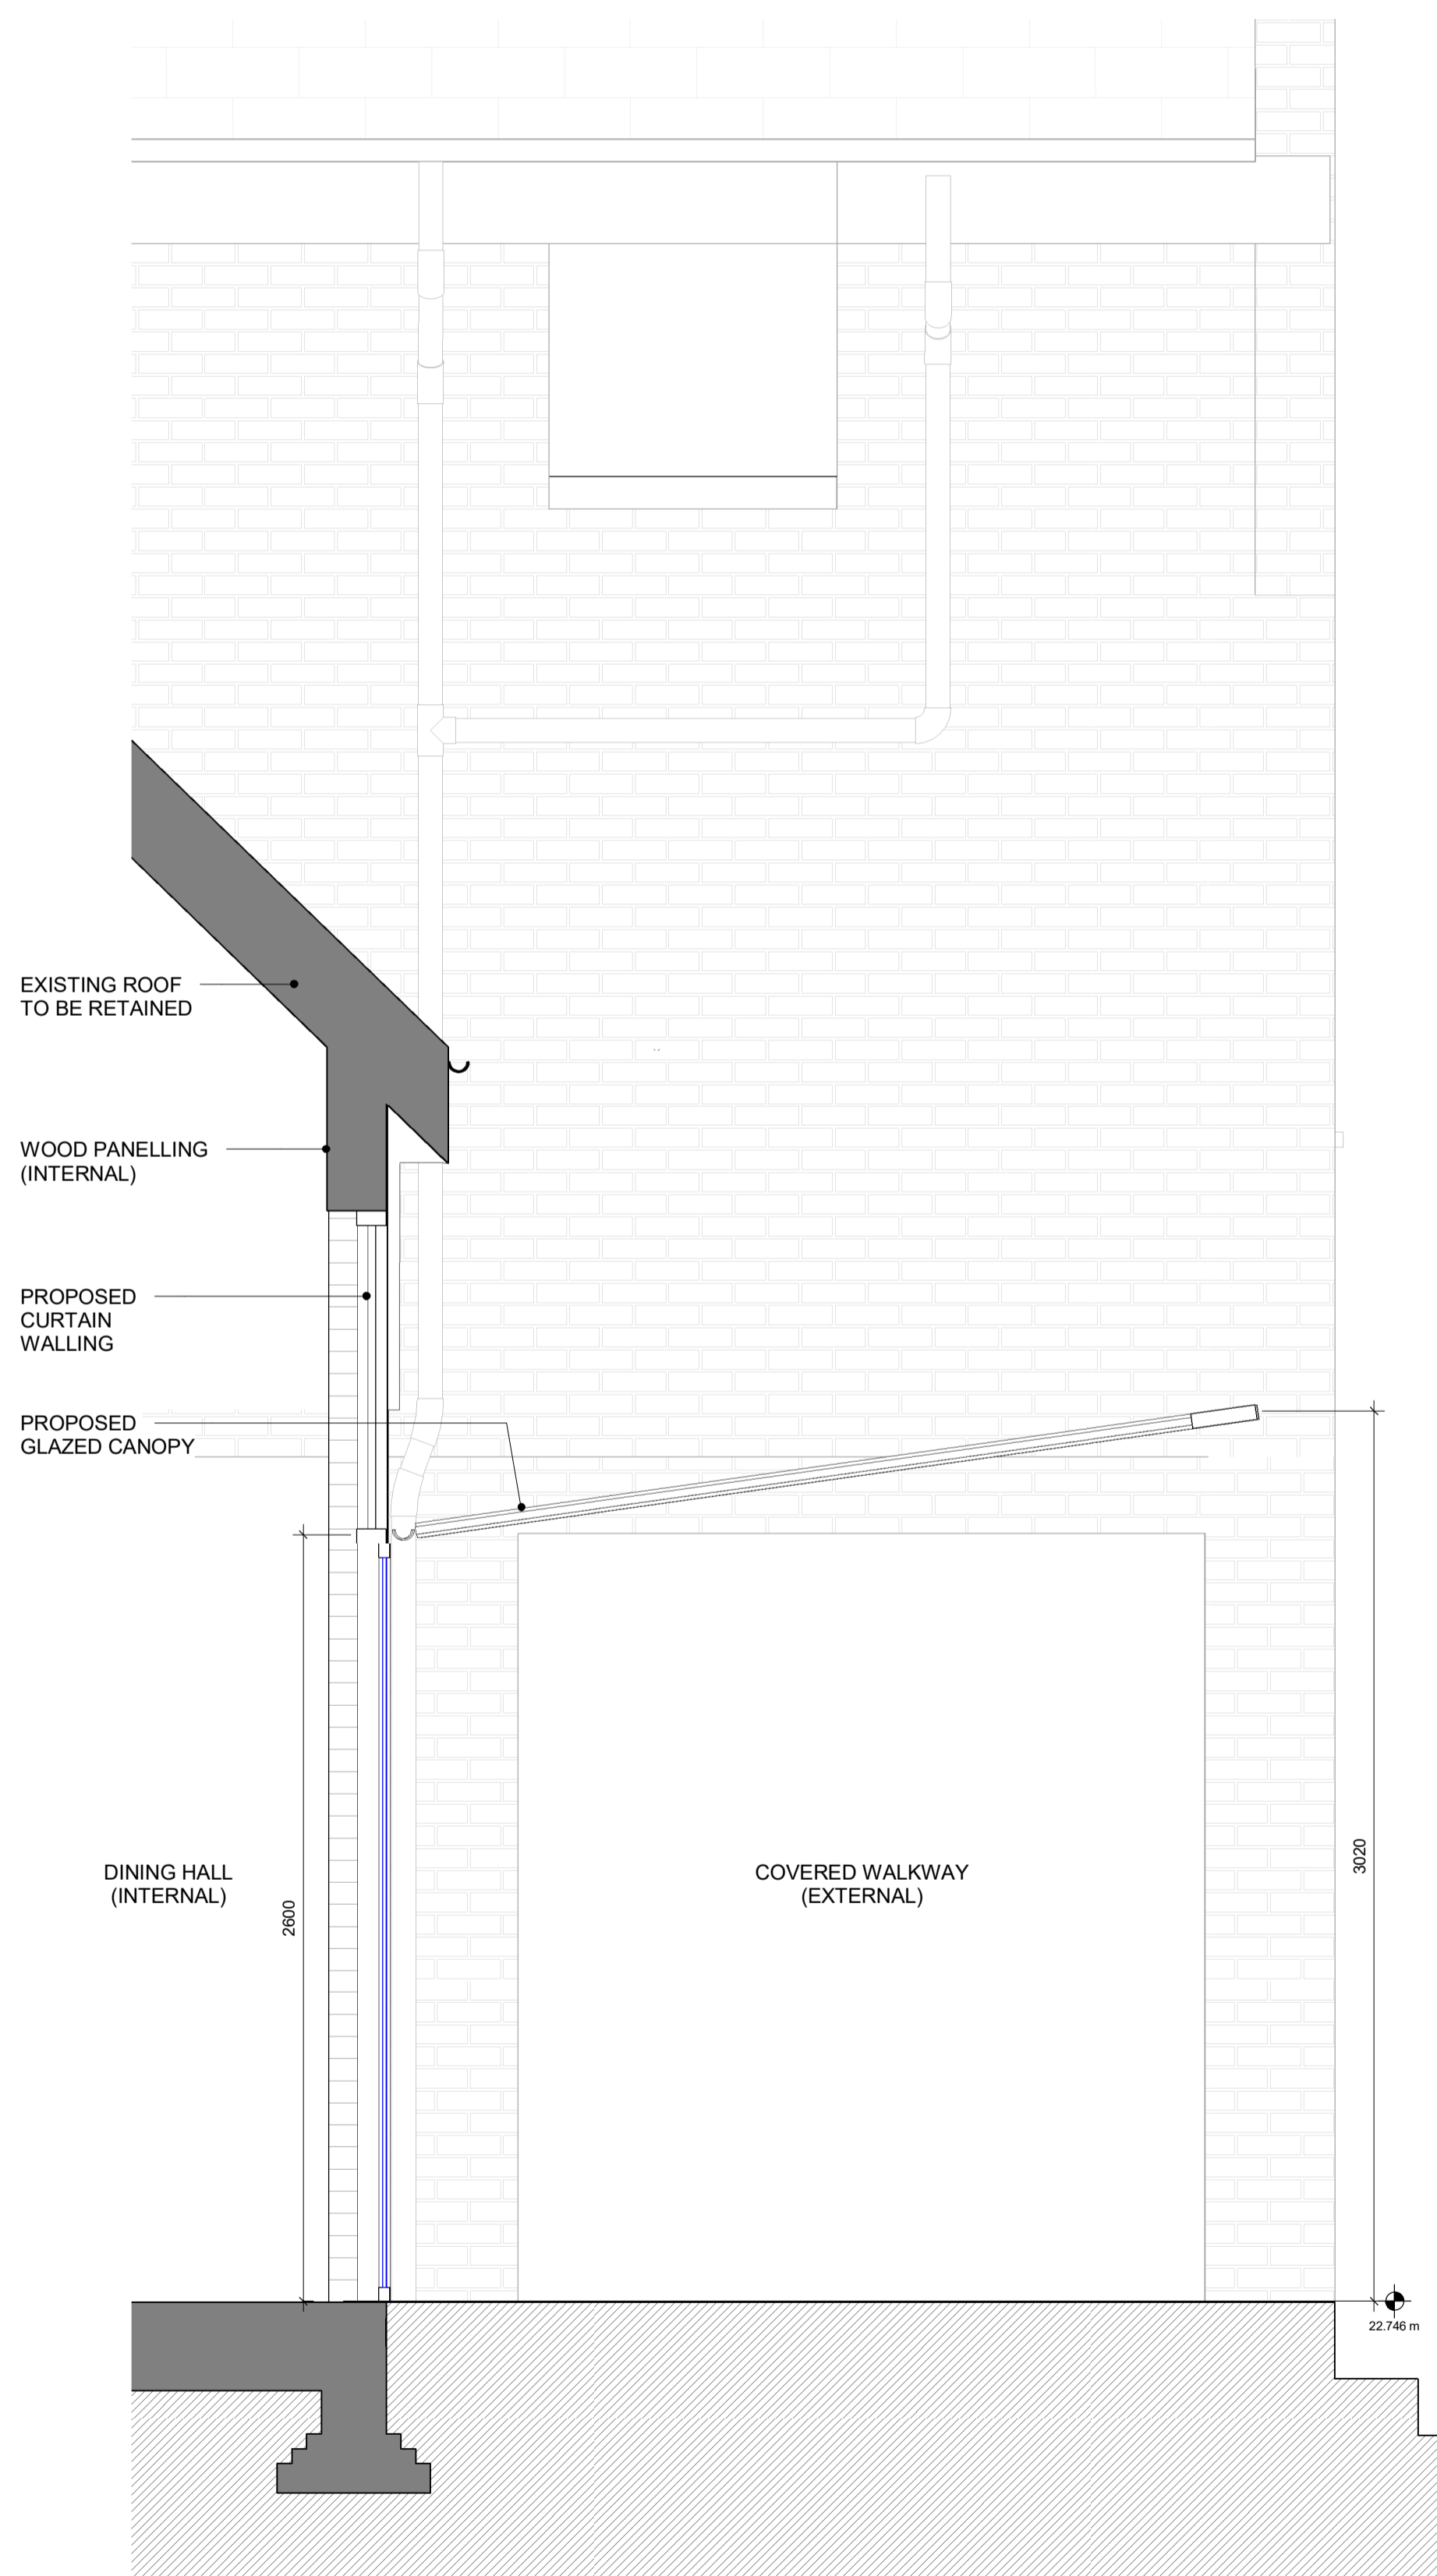 EXISTING ROOF
TO BE RETAINED
WOOD PANELLING
(INTERNAL)
PROPOSED
CURTAIN
WALLING
PROPOSED
GLAZED CANOPY
DINING HALL
(INTERNAL)
2600
COVERED WALKWAY
(EXTERNAL)
3020
22.746 m